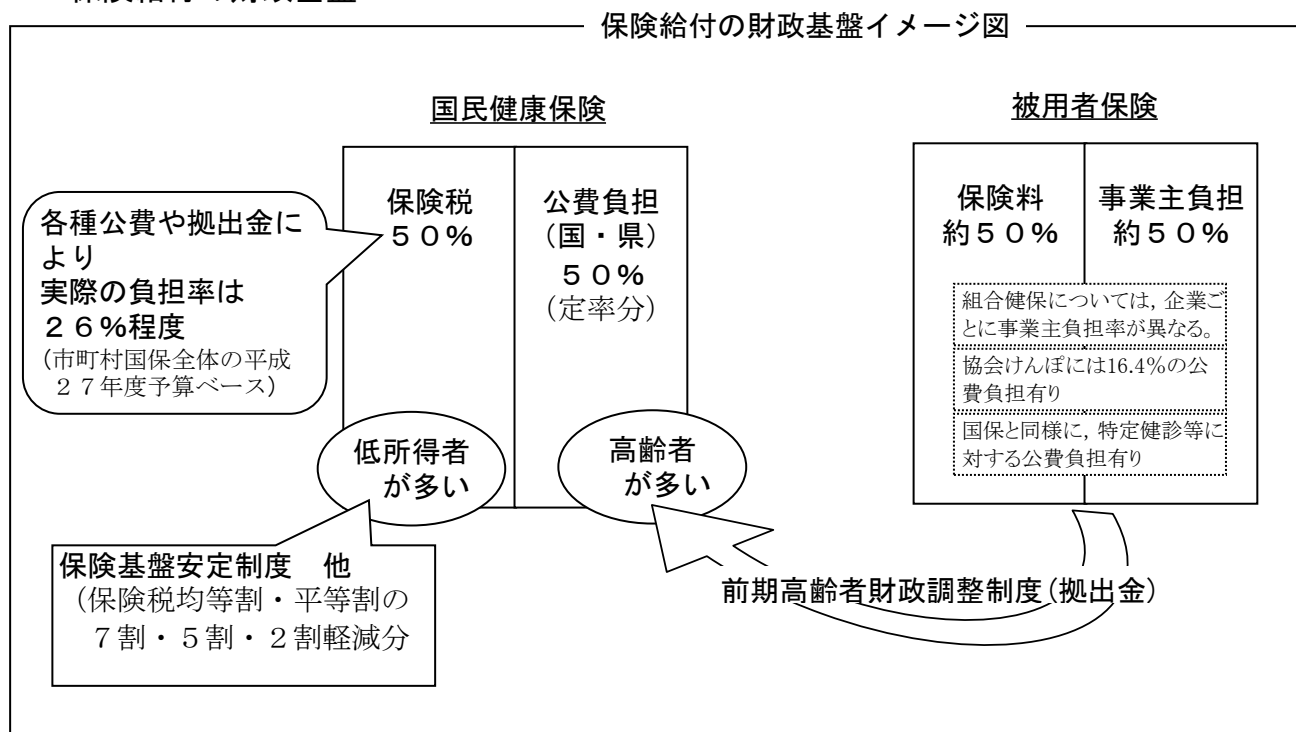 保険給付の財政基盤イメージ図
国民健康保険
被用者保険
各種公費や拠出金に
より
実際の負担率は
２６%程度
(市町村国保全体の平成
２７年度予算ベース)
保険税
５０%
公費負担
(国・県)
５０%
(定率分)
保険料
約５０%
事業主負担
約５０%
組合健保については, 企業ご
とに事業主負担率が異なる。
協会けんぽには16.4%の公
費負担有り
国保と同様に, 特定健診等に
対する公費負担有り
低所得者
が多い
高齢者
が多い
保険基盤安定制度　他
(保険税均等割・平等割の
７割・５割・２割軽減分
前期高齢者財政調整制度(拠出金)